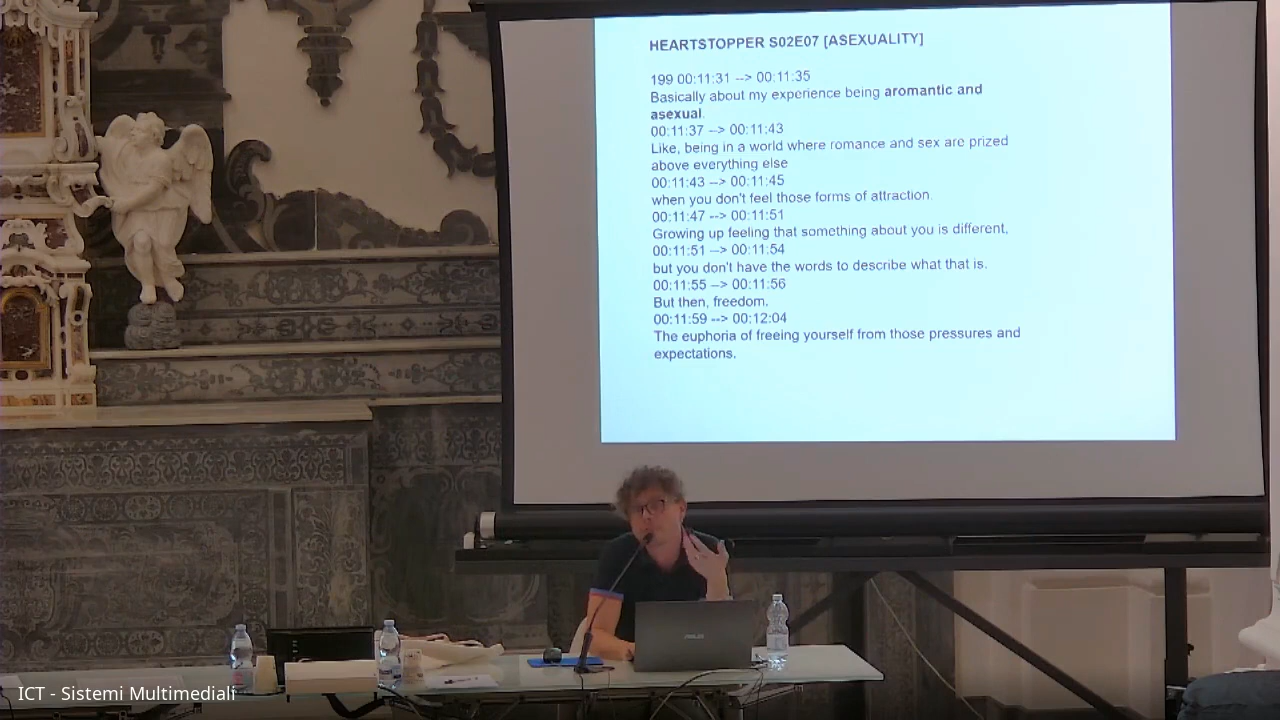 HEARTSTOPPER S02E07 [ASEXUALITY]
199 00:11:31 --> 00:11:35
Basically about my experience being aromantic and
asexual.
00:11:37 --> 00:11:43
Like, being in a world where romance and sex are prized
above everything else
00:11:43 --> 00:11:45
when you don't feel those forms of attraction.
00:11:47 --> 00:11:51
Growing up feeling that something about you is different,
00:11:51 --> 00:11:54
but you don't have the words to describe what that is.
00:11:55 --> 00:11:56
But then, freedom.
00:11:59 --> 00:12:04
The euphoria of freeing yourself from those pressures and
expectations.
ASUS
ICT - Sistemi Multimediali